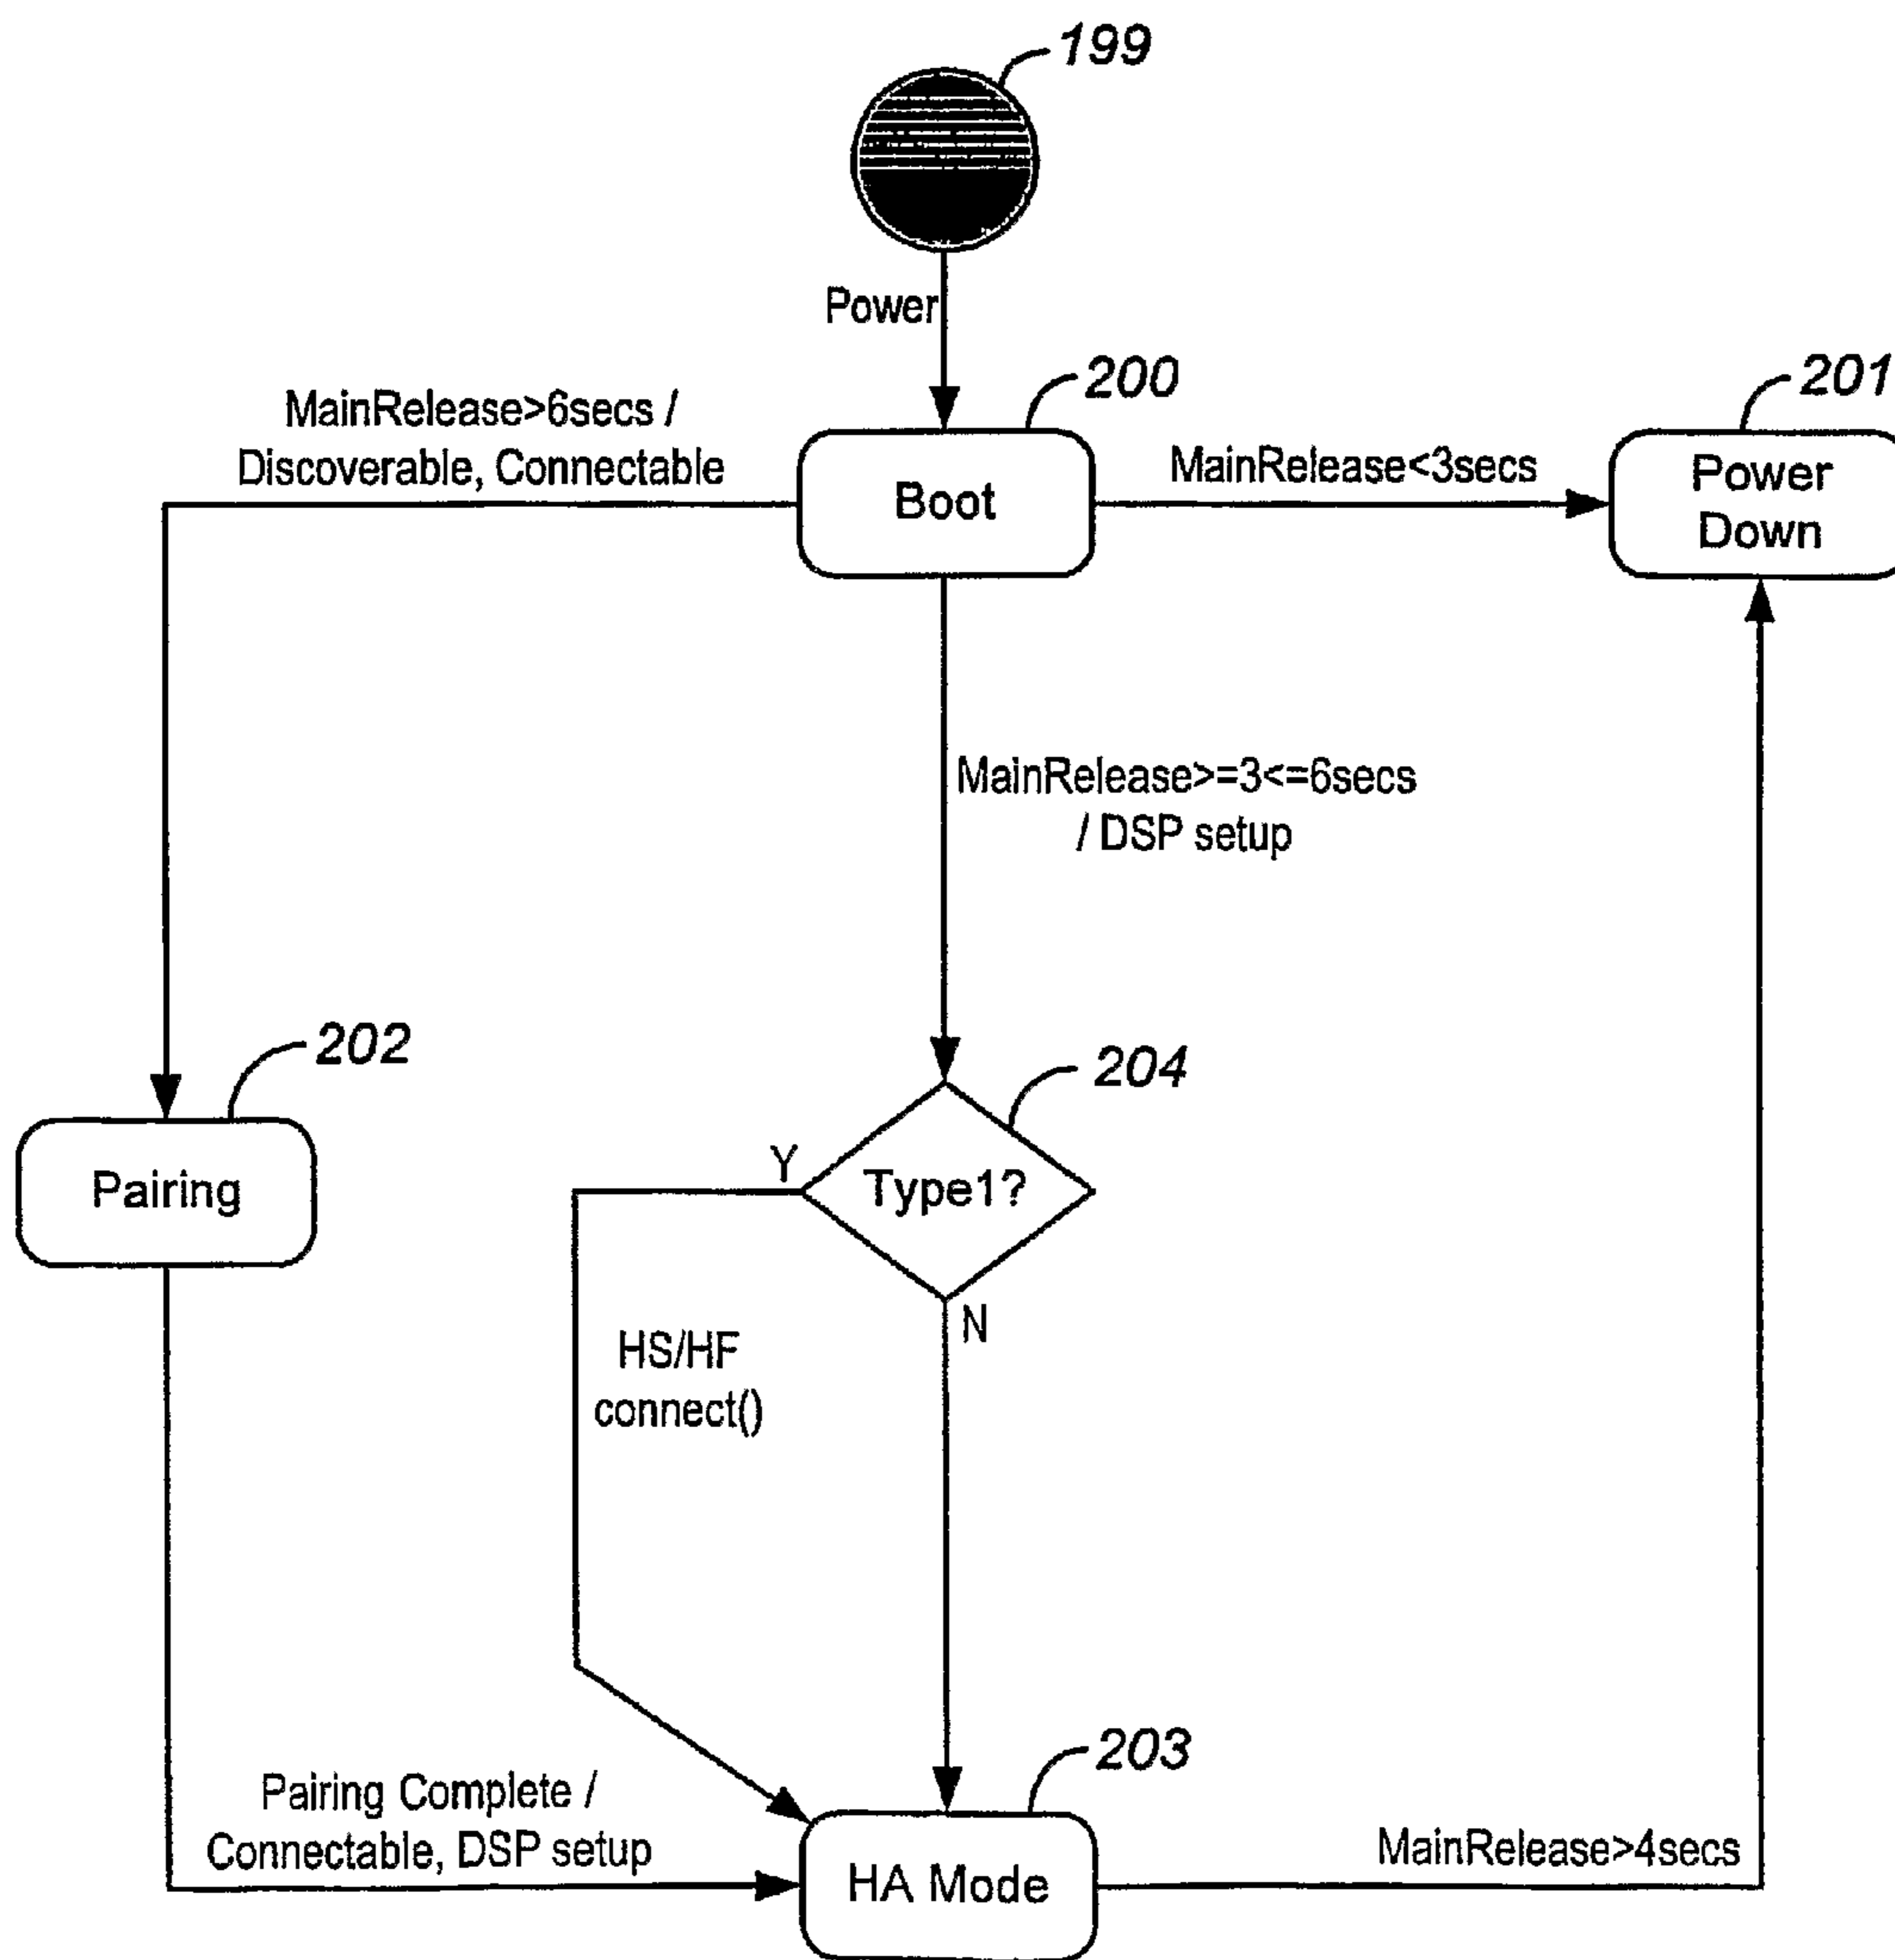 199
Power
200
201
MainRelease>6secs /
Discoverable, Connectable
Boot
MainRelease<3secs
Power
Down
MainRelease>=3<=6secs
/ DSP setup
202
204
Pairing
Y
Type1?
N
HS/HF
connect()
203
Pairing Complete /
Connectable, DSP setup
HA Mode
MainRelease>4secs